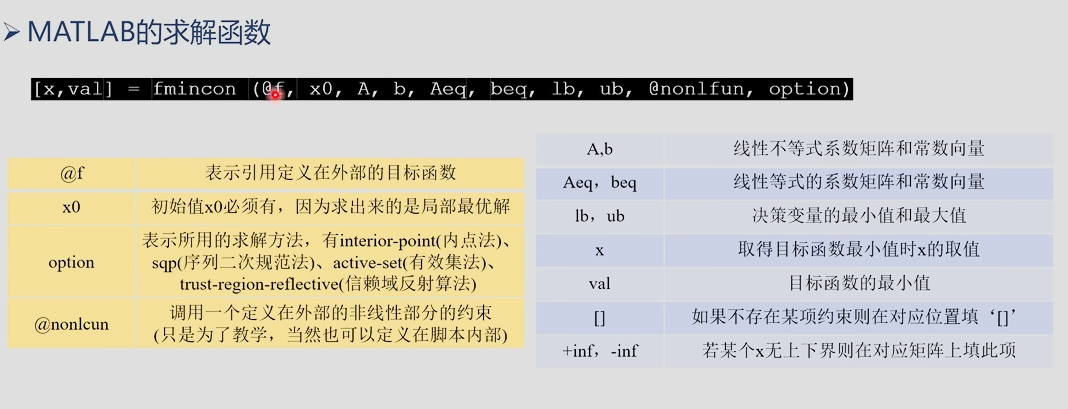 ➢ MATLAB的求解函数
[x,val] = fmincon (@f, x0, A, b, Aeq, beq, lb, ub, @nonlfun, option)
@f 表示引用定义在外部的目标函数
x0 初始值x0必须有，因为求出来的是局部最优解
option 表示所用的求解方法，有interior-point(内点法)、
sqp(序列二次规范法)、active-set(有效集法)、
trust-region-reflective(信赖域反射算法)
@nonlcun 调用一个定义在外部的非线性部分的约束
(只是为了教学，当然也可以定义在脚本内部)
A,b 线性不等式系数矩阵和常数向量
Aeq，beq 线性等式的系数矩阵和常数向量
lb，ub 决策变量的最小值和最大值
x 取得目标函数最小值时x的取值
val 目标函数的最小值
[] 如果不存在某项约束则在对应位置填‘[]’
+inf，-inf 若某个x无上下界则在对应矩阵上填此项